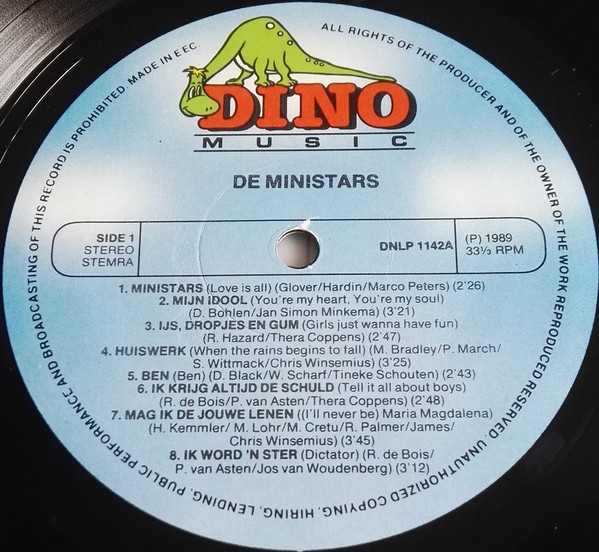 DINO
MUSIC
DE MINISTARS
SIDE 1
STEREO
STEMRA
DNLP 1142A
(P) 1989
33⅓ RPM
1. MINISTARS (Love is all) (Glover/Hardin/Marco Peters) (2'26)
2. MIJN IDOOL (You're my heart, You're my soul)
(D. Bohlen/Jan Simon Minkema) (3'21)
3. IJS, DROPJES EN GUM (Girls just wanna have fun)
(R. Hazard/Thera Coppens) (2'47)
4. HUISWERK (When the rains begins to fall) (M. Bradley/P. March/
S. Wittmack/Chris Winsemius) (3'25)
5. BEN (Ben) (D. Black/W. Scharf/Tineke Schouten) (2'43)
6. IK KRIJG ALTIJD DE SCHULD (Tell it all about boys)
(R. de Bois/P. van Asten/Thera Coppens) (2'48)
7. MAG IK DE JOUWE LENEN ((I'll never be) Maria Magdalena)
(H. Kemmler/M. Lohr/M. Cretu/R. Palmer/James/
Chris Winsemius) (3'45)
8. IK WORD 'N STER (Dictator) (R. de Bois/
P. van Asten/Jos van Woudenberg) (3'12)
ALL RIGHTS OF THE PRODUCER AND OF THE OWNER OF THE WORK REPRODUCED RESERVED. UNAUTHORIZED COPYING, HIRING, LENDING, PUBLIC PERFORMANCE AND BROADCASTING OF THIS RECORD IS PROHIBITED. MADE IN E.EC.